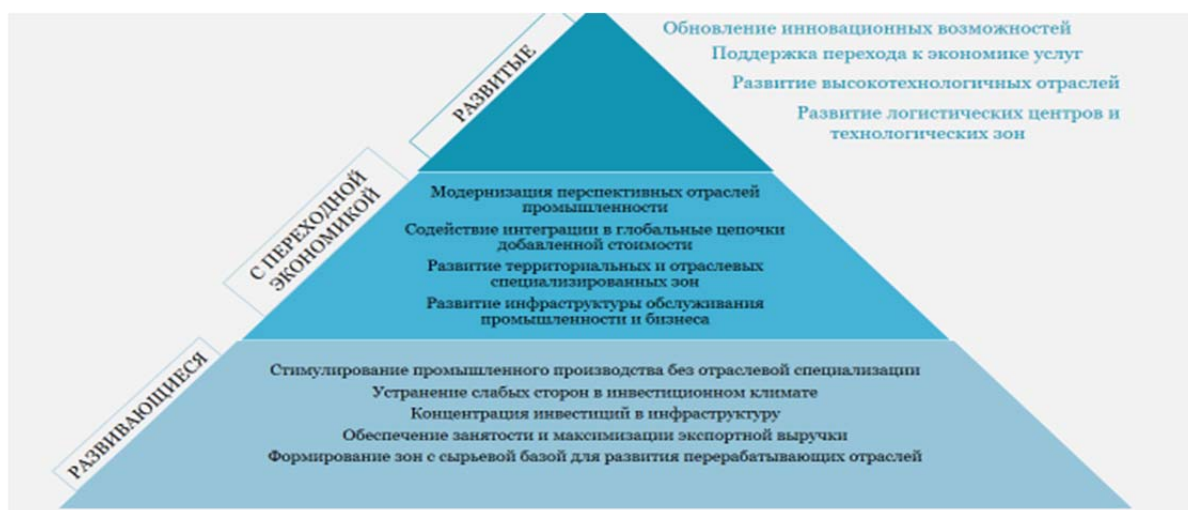 РАЗВИТЫЕ
Обновление инновационных возможностей
Поддержка перехода к экономике услуг
Развитие высокотехнологичных отраслей
Развитие логистических центров и
технологических зон
С ПЕРЕХОДНОЙ
ЭКОНОМИКОЙ
Модернизация перспективных отраслей
промышленности
Содействие интеграции в глобальные цепочки
добавленной стоимости
Развитие территориальных и отраслевых
специализированных зон
Развитие инфраструктуры обслуживания
промышленности и бизнеса
РАЗВИВАЮЩИЕСЯ
Стимулирование промышленного производства без отраслевой специализации
Устранение слабых сторон в инвестиционном климате
Концентрация инвестиций в инфраструктуру
Обеспечение занятости и максимизации экспортной выручки
Формирование зон с сырьевой базой для развития перерабатывающих отраслей